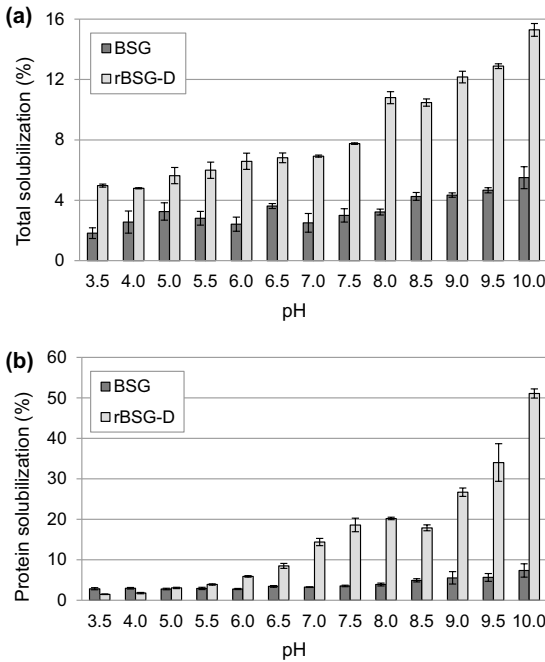 (a)
16
12
8
4
0
Total solubilization (%)
BSG
rBSG-D
3.5 4.0 5.0 5.5 6.0 6.5 7.0 7.5 8.0 8.5 9.0 9.5 10.0
pH
(b)
60
50
40
30
20
10
0
Protein solubilization (%)
BSG
rBSG-D
3.5 4.0 5.0 5.5 6.0 6.5 7.0 7.5 8.0 8.5 9.0 9.5 10.0
pH